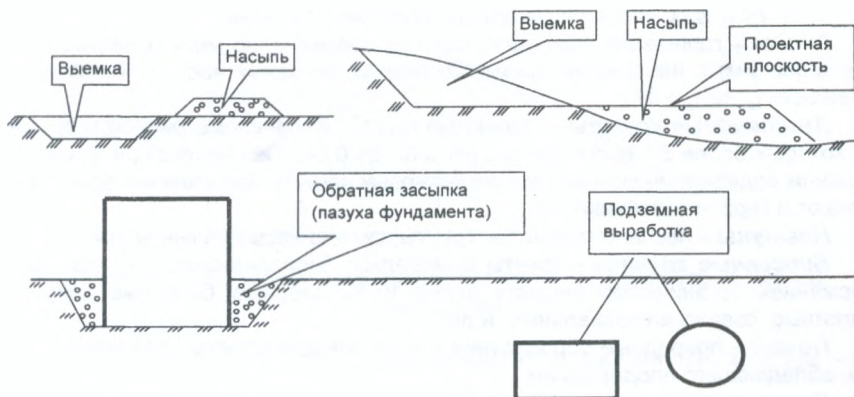 Выемка
Насыпь
Проектная
плоскость
Выемка
Насыпь
Обратная засыпка
(пазуха фундамента)
Подземная
выработка